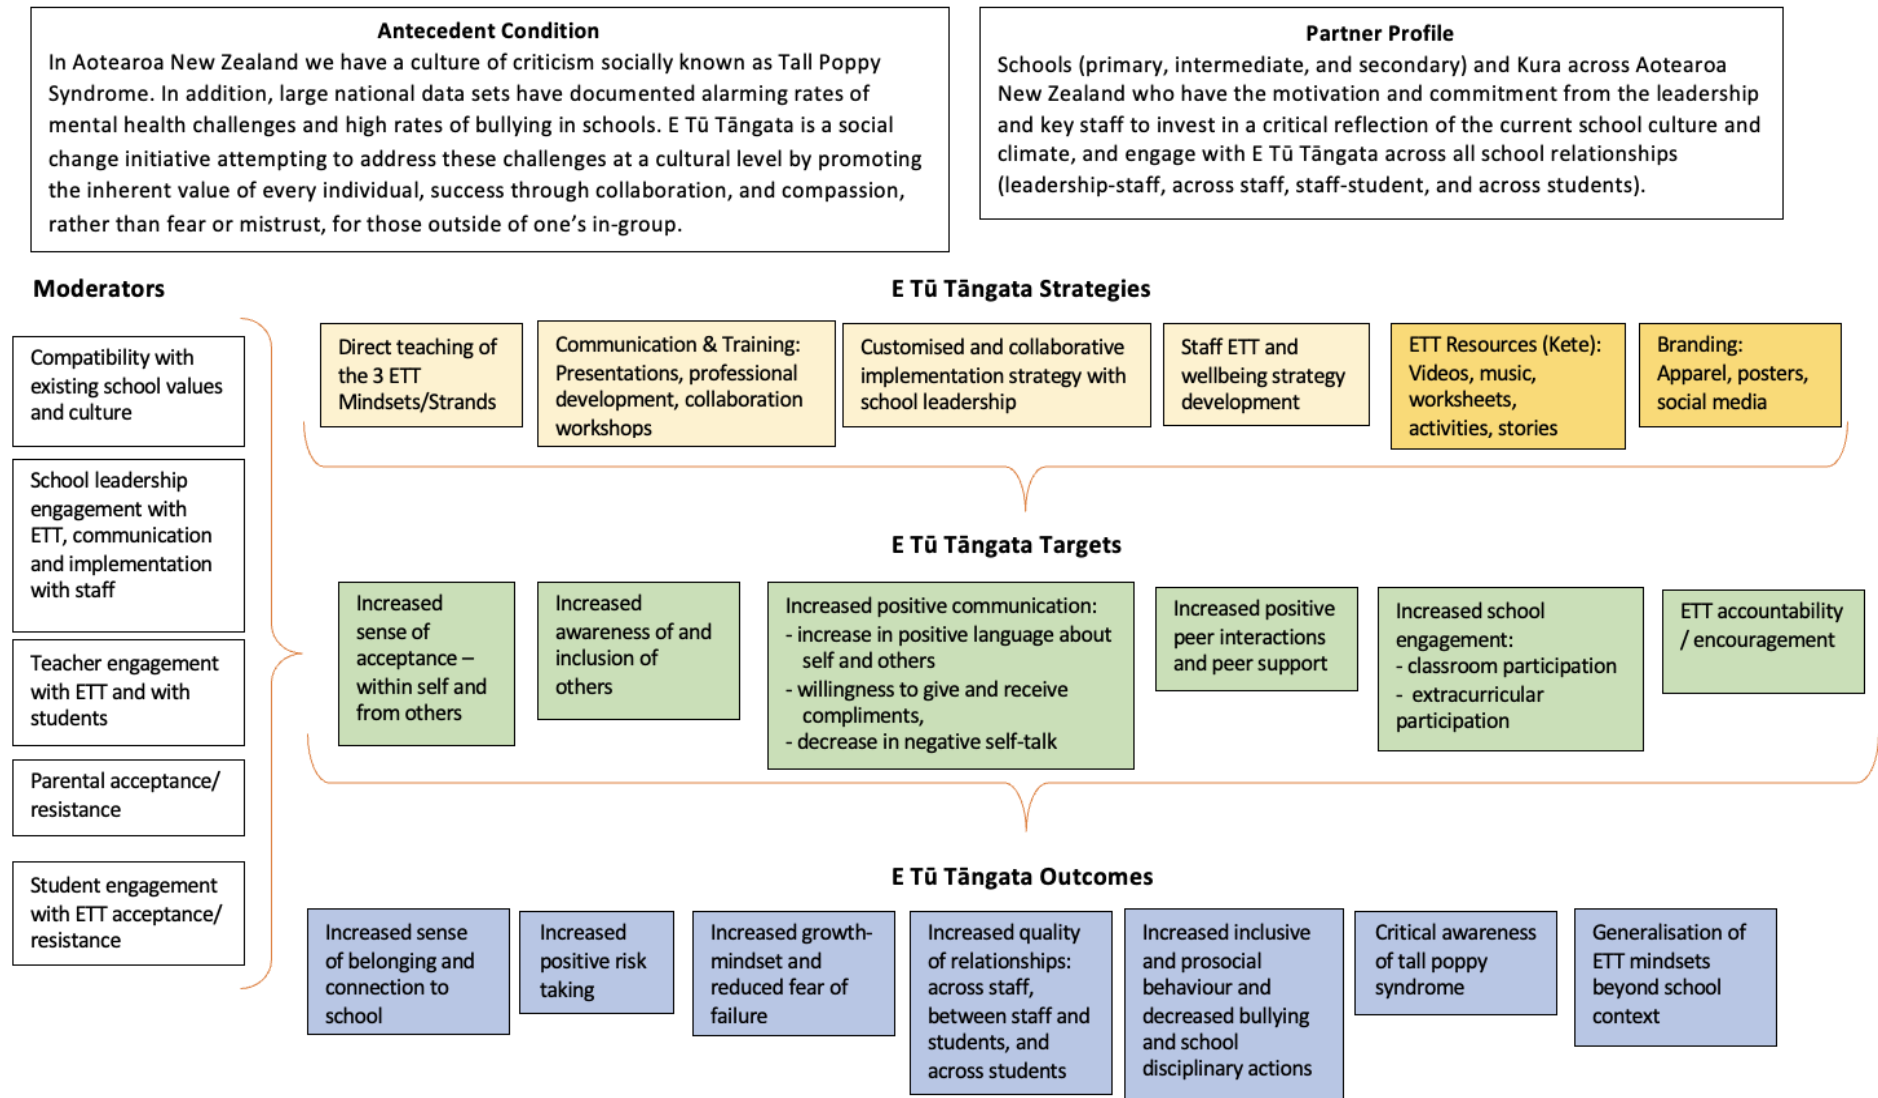 Antecedent Condition
In Aotearoa New Zealand we have a culture of criticism socially known as Tall Poppy
Syndrome. In addition, large national data sets have documented alarming rates of
mental health challenges and high rates of bullying in schools. E Tū Tāngata is a social
change initiative attempting to address these challenges at a cultural level by promoting
the inherent value of every individual, success through collaboration, and compassion,
rather than fear or mistrust, for those outside of one's in-group.
Partner Profile
Schools (primary, intermediate, and secondary) and Kura across Aotearoa
New Zealand who have the motivation and commitment from the leadership
and key staff to invest in a critical reflection of the current school culture and
climate, and engage with E Tū Tāngata across all school relationships
(leadership-staff, across staff, staff-student, and across students).
Moderators
Compatibility with
existing school values
and culture
School leadership
engagement with
ETT, communication
and implementation
with staff
Teacher engagement
with ETT and with
students
Parental acceptance/
resistance
Student engagement
with ETT acceptance/
resistance
E Tū Tāngata Strategies
Direct teaching of
the 3 ETT
Mindsets/Strands
Communication & Training:
Presentations, professional
development, collaboration
workshops
Customised and collaborative
implementation strategy with
school leadership
Staff ETT and
wellbeing strategy
development
ETT Resources (Kete):
Videos, music,
worksheets,
activities, stories
Branding:
Apparel, posters,
social media
E Tū Tāngata Targets
Increased
sense of
acceptance –
within self and
from others
Increased
awareness of and
inclusion of
others
Increased positive communication:
- increase in positive language about
self and others
- willingness to give and receive
compliments,
- decrease in negative self-talk
Increased positive
peer interactions
and peer support
Increased school
engagement:
- classroom participation
- extracurricular
participation
ETT accountability
/ encouragement
E Tū Tāngata Outcomes
Increased sense
of belonging and
connection to
school
Increased
positive risk
taking
Increased growth-
mindset and
reduced fear of
failure
Increased quality
of relationships:
across staff,
between staff and
students, and
across students
Increased inclusive
and prosocial
behaviour and
decreased bullying
and school
disciplinary actions
Critical awareness
of tall poppy
syndrome
Generalisation of
ETT mindsets
beyond school
context